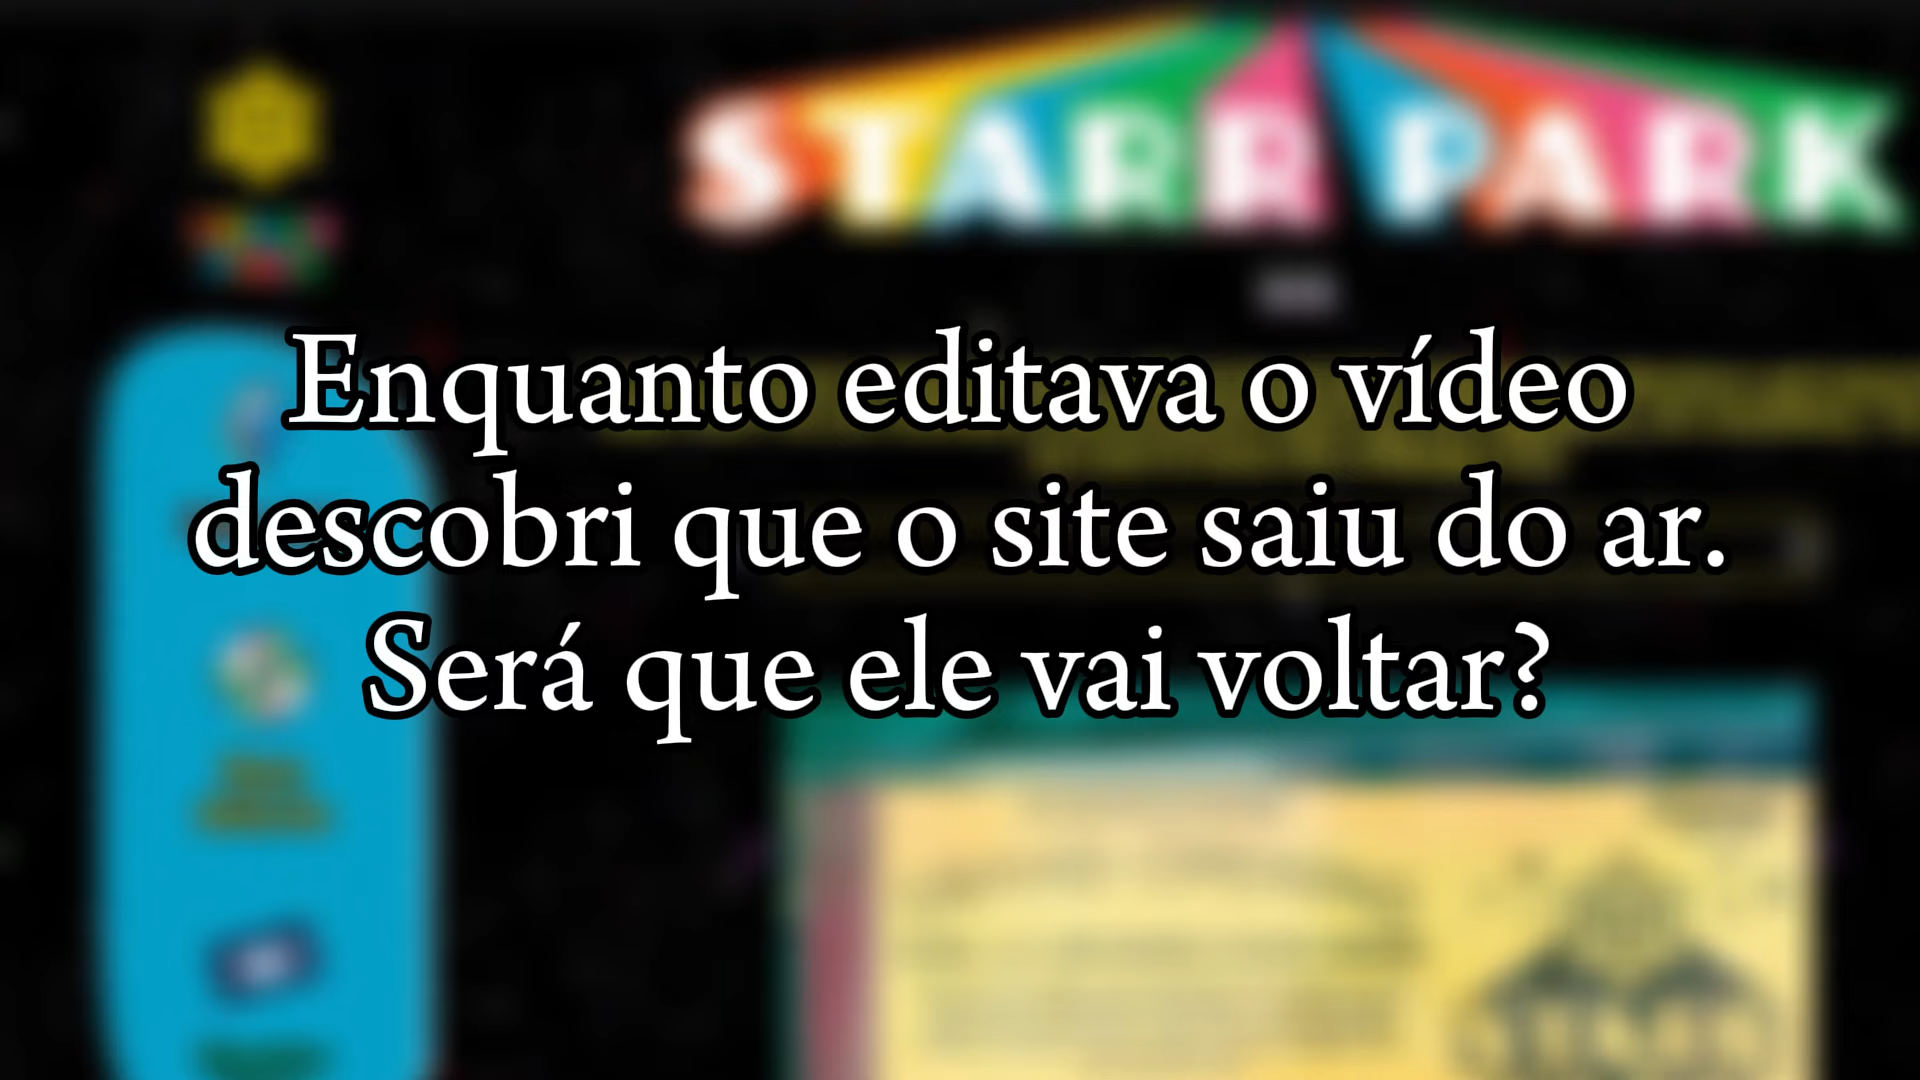 STARR PARK
Enquanto editava o vídeo
descobri que o site saiu do ar.
Será que ele vai voltar?